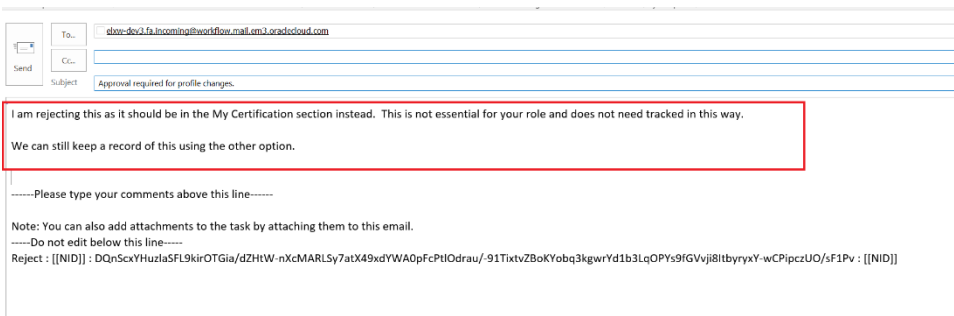 To...
elxw-dev3.fa.incoming@workflow.mail.em3.oraclecloud.com
Send
Cc...
Subject
Approval required for profile changes.
I am rejecting this as it should be in the My Certification section instead.  This is not essential for your role and does not need tracked in this way.
We can still keep a record of this using the other option.
------Please type your comments above this line------
Note: You can also add attachments to the task by attaching them to this email.
-----Do not edit below this line-----
Reject : [[NID]] : DQnScxYHuzlaSFL9kirOTGia/dZHtW-nXcMARLSy7atX49xdYWA0pFcPtIOdrau/-91TixtvZBoKYobq3kgwrYd1b3LqOPYs9fGVvji8ItbyryxY-wCPipczUO/sF1Pv : [[NID]]